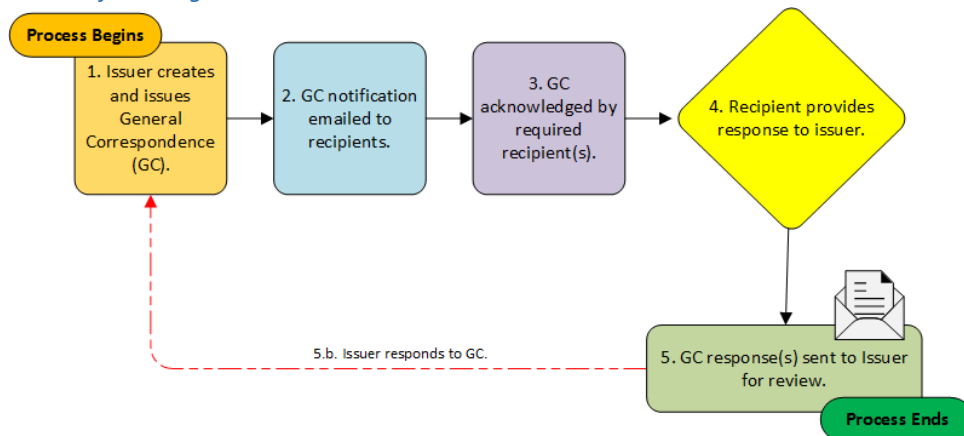 Process Begins
1. Issuer creates
and issues
General
Correspondence
(GC).
2. GC notification
emailed to
recipients.
3. GC
acknowledged by
required
recipient(s).
4. Recipient provides
response to issuer.
5.b. Issuer responds to GC.
5. GC response(s) sent to Issuer
for review.
Process Ends